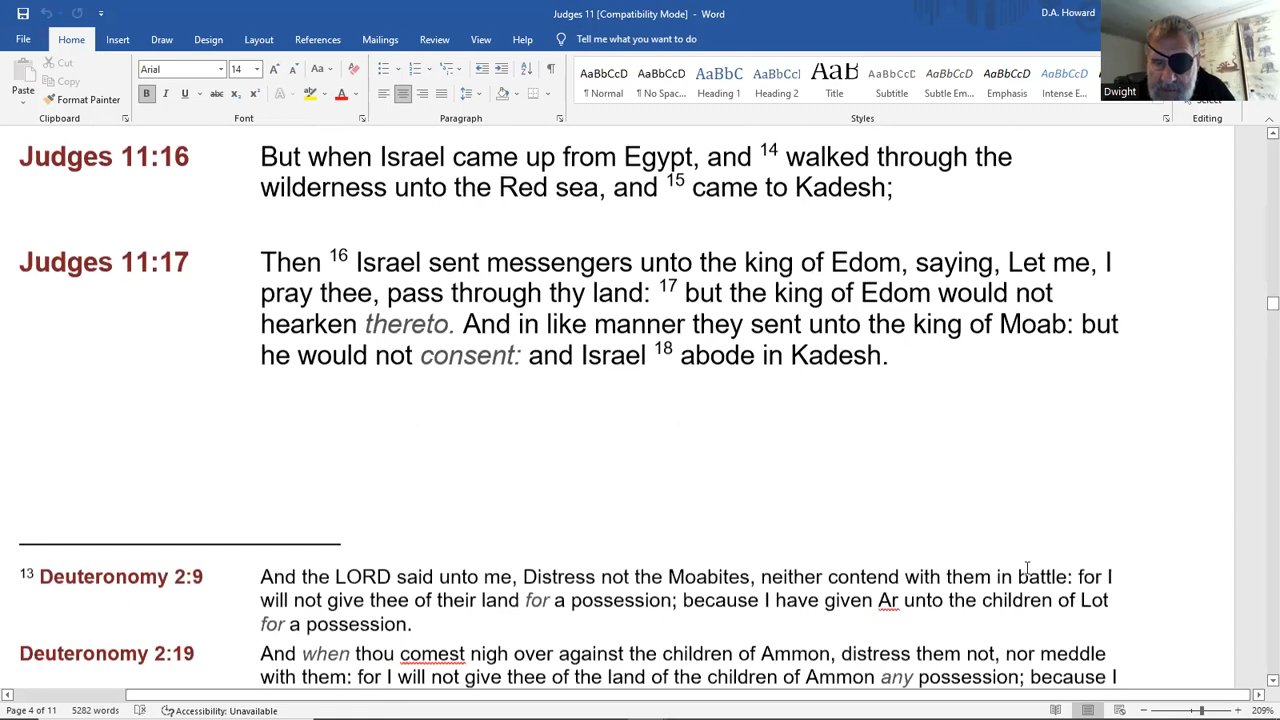 Judges 11 [Compatibility Mode] - Word
D.A. Howard
File Home Insert Draw Design Layout References Mailings Review View Help Tell me what you want to do
Cut
Copy
Format Painter
Paste
Clipboard
Arial 14
Font
Paragraph
AaBbCcD AaBbCcD AaBbC AaBbCcl AaB AaBbCcD AaBbCcD AaBbCcD AaBbCcD
¶ Normal ¶ No Spac... Heading 1 Heading 2 Title Subtitle Subtle Em... Emphasis Intense E...
Styles
Select
Editing
Dwight
Judges 11:16 But when Israel came up from Egypt, and 14 walked through the
wilderness unto the Red sea, and 15 came to Kadesh;
Judges 11:17 Then 16 Israel sent messengers unto the king of Edom, saying, Let me, I
pray thee, pass through thy land: 17 but the king of Edom would not
hearken thereto. And in like manner they sent unto the king of Moab: but
he would not consent: and Israel 18 abode in Kadesh.
13 Deuteronomy 2:9 And the LORD said unto me, Distress not the Moabites, neither contend with them in battle: for I
will not give thee of their land for a possession; because I have given Ar unto the children of Lot
for a possession.
Deuteronomy 2:19 And when thou comest nigh over against the children of Ammon, distress them not, nor meddle
with them: for I will not give thee of the land of the children of Ammon any possession; because I
Page 4 of 11 5282 words Accessibility: Unavailable 209%